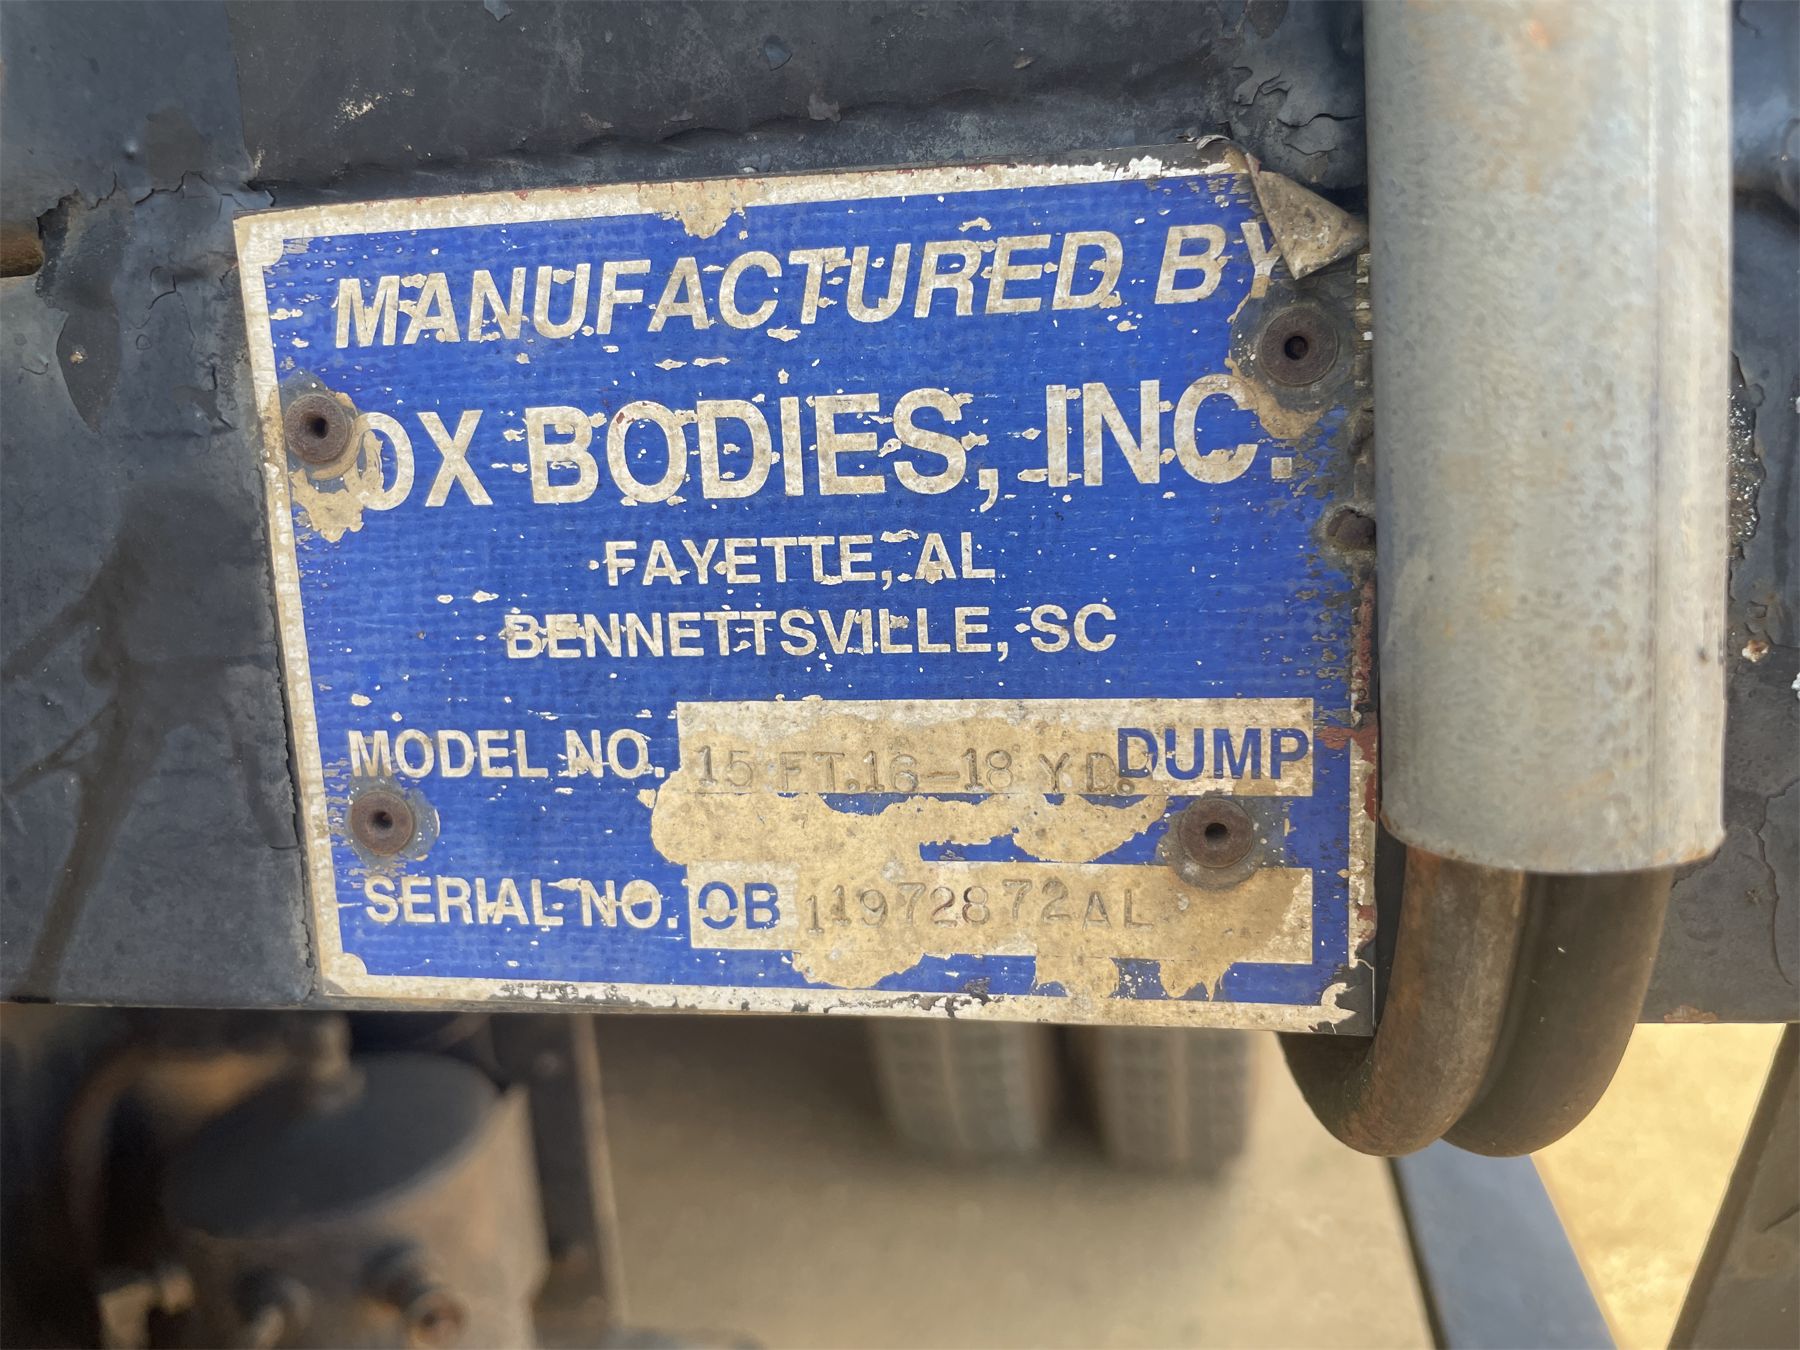 MANUFACTURED BY
OX BODIES, INC.
FAYETTE, AL
BENNETTSVILLE, SC
MODEL NO. 15 FT.16-18 YD. DUMP
SERIAL NO. OB 11972872AL